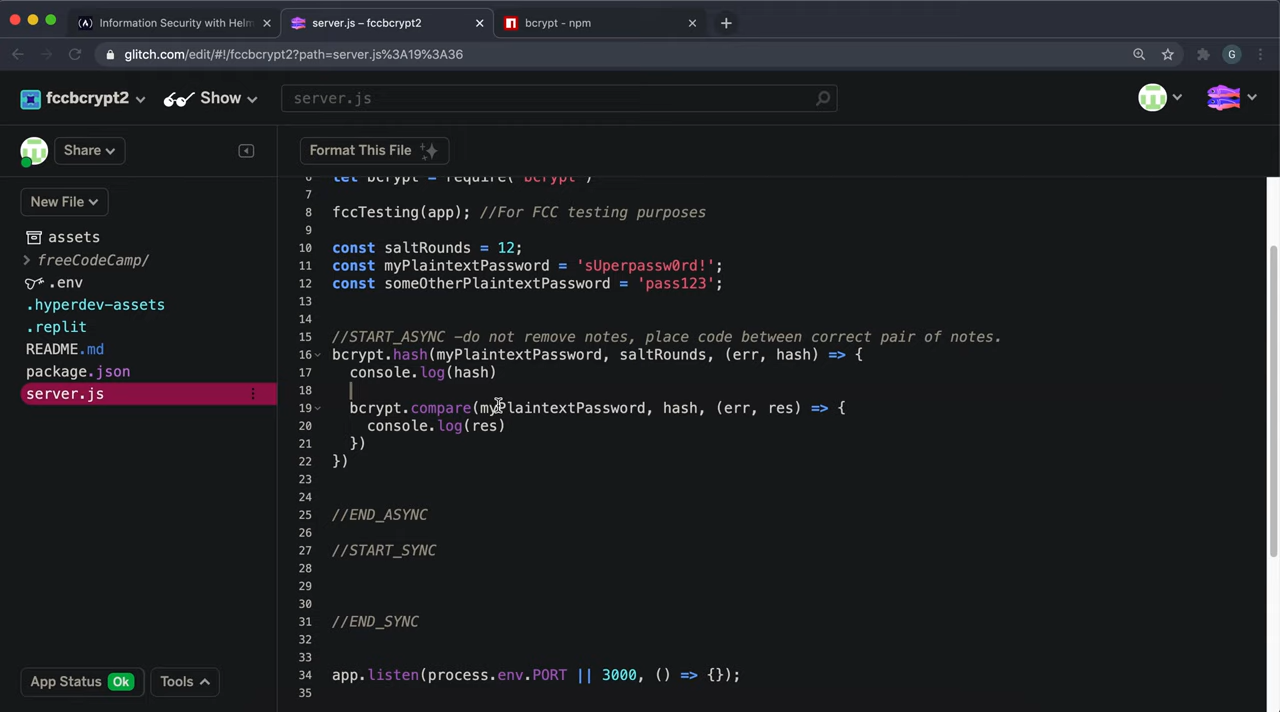 Information Security with Helm
server.js – fccbcrypt2
bcrypt - npm
glitch.com/edit/#!/fccbcrypt2?path=server.js%3A19%3A36
G
fccbcrypt2
Show
server.js
Share
Format This File
New File
assets
freeCodeCamp/
.env
.hyperdev-assets
.replit
README.md
package.json
server.js
App Status Ok
Tools
6 let bcrypt = require('bcrypt')
7
8 fccTesting(app); //For FCC testing purposes
9
10 const saltRounds = 12;
11 const myPlaintextPassword = 'sUperpassw0rd!';
12 const someOtherPlaintextPassword = 'pass123';
13
14
15 //START_ASYNC -do not remove notes, place code between correct pair of notes.
16 bcrypt.hash(myPlaintextPassword, saltRounds, (err, hash) => {
17 console.log(hash)
18
19 bcrypt.compare(myPlaintextPassword, hash, (err, res) => {
20 console.log(res)
21 })
22 })
23
24
25 //END_ASYNC
26
27 //START_SYNC
28
29
30
31 //END_SYNC
32
33
34 app.listen(process.env.PORT || 3000, () => {});
35